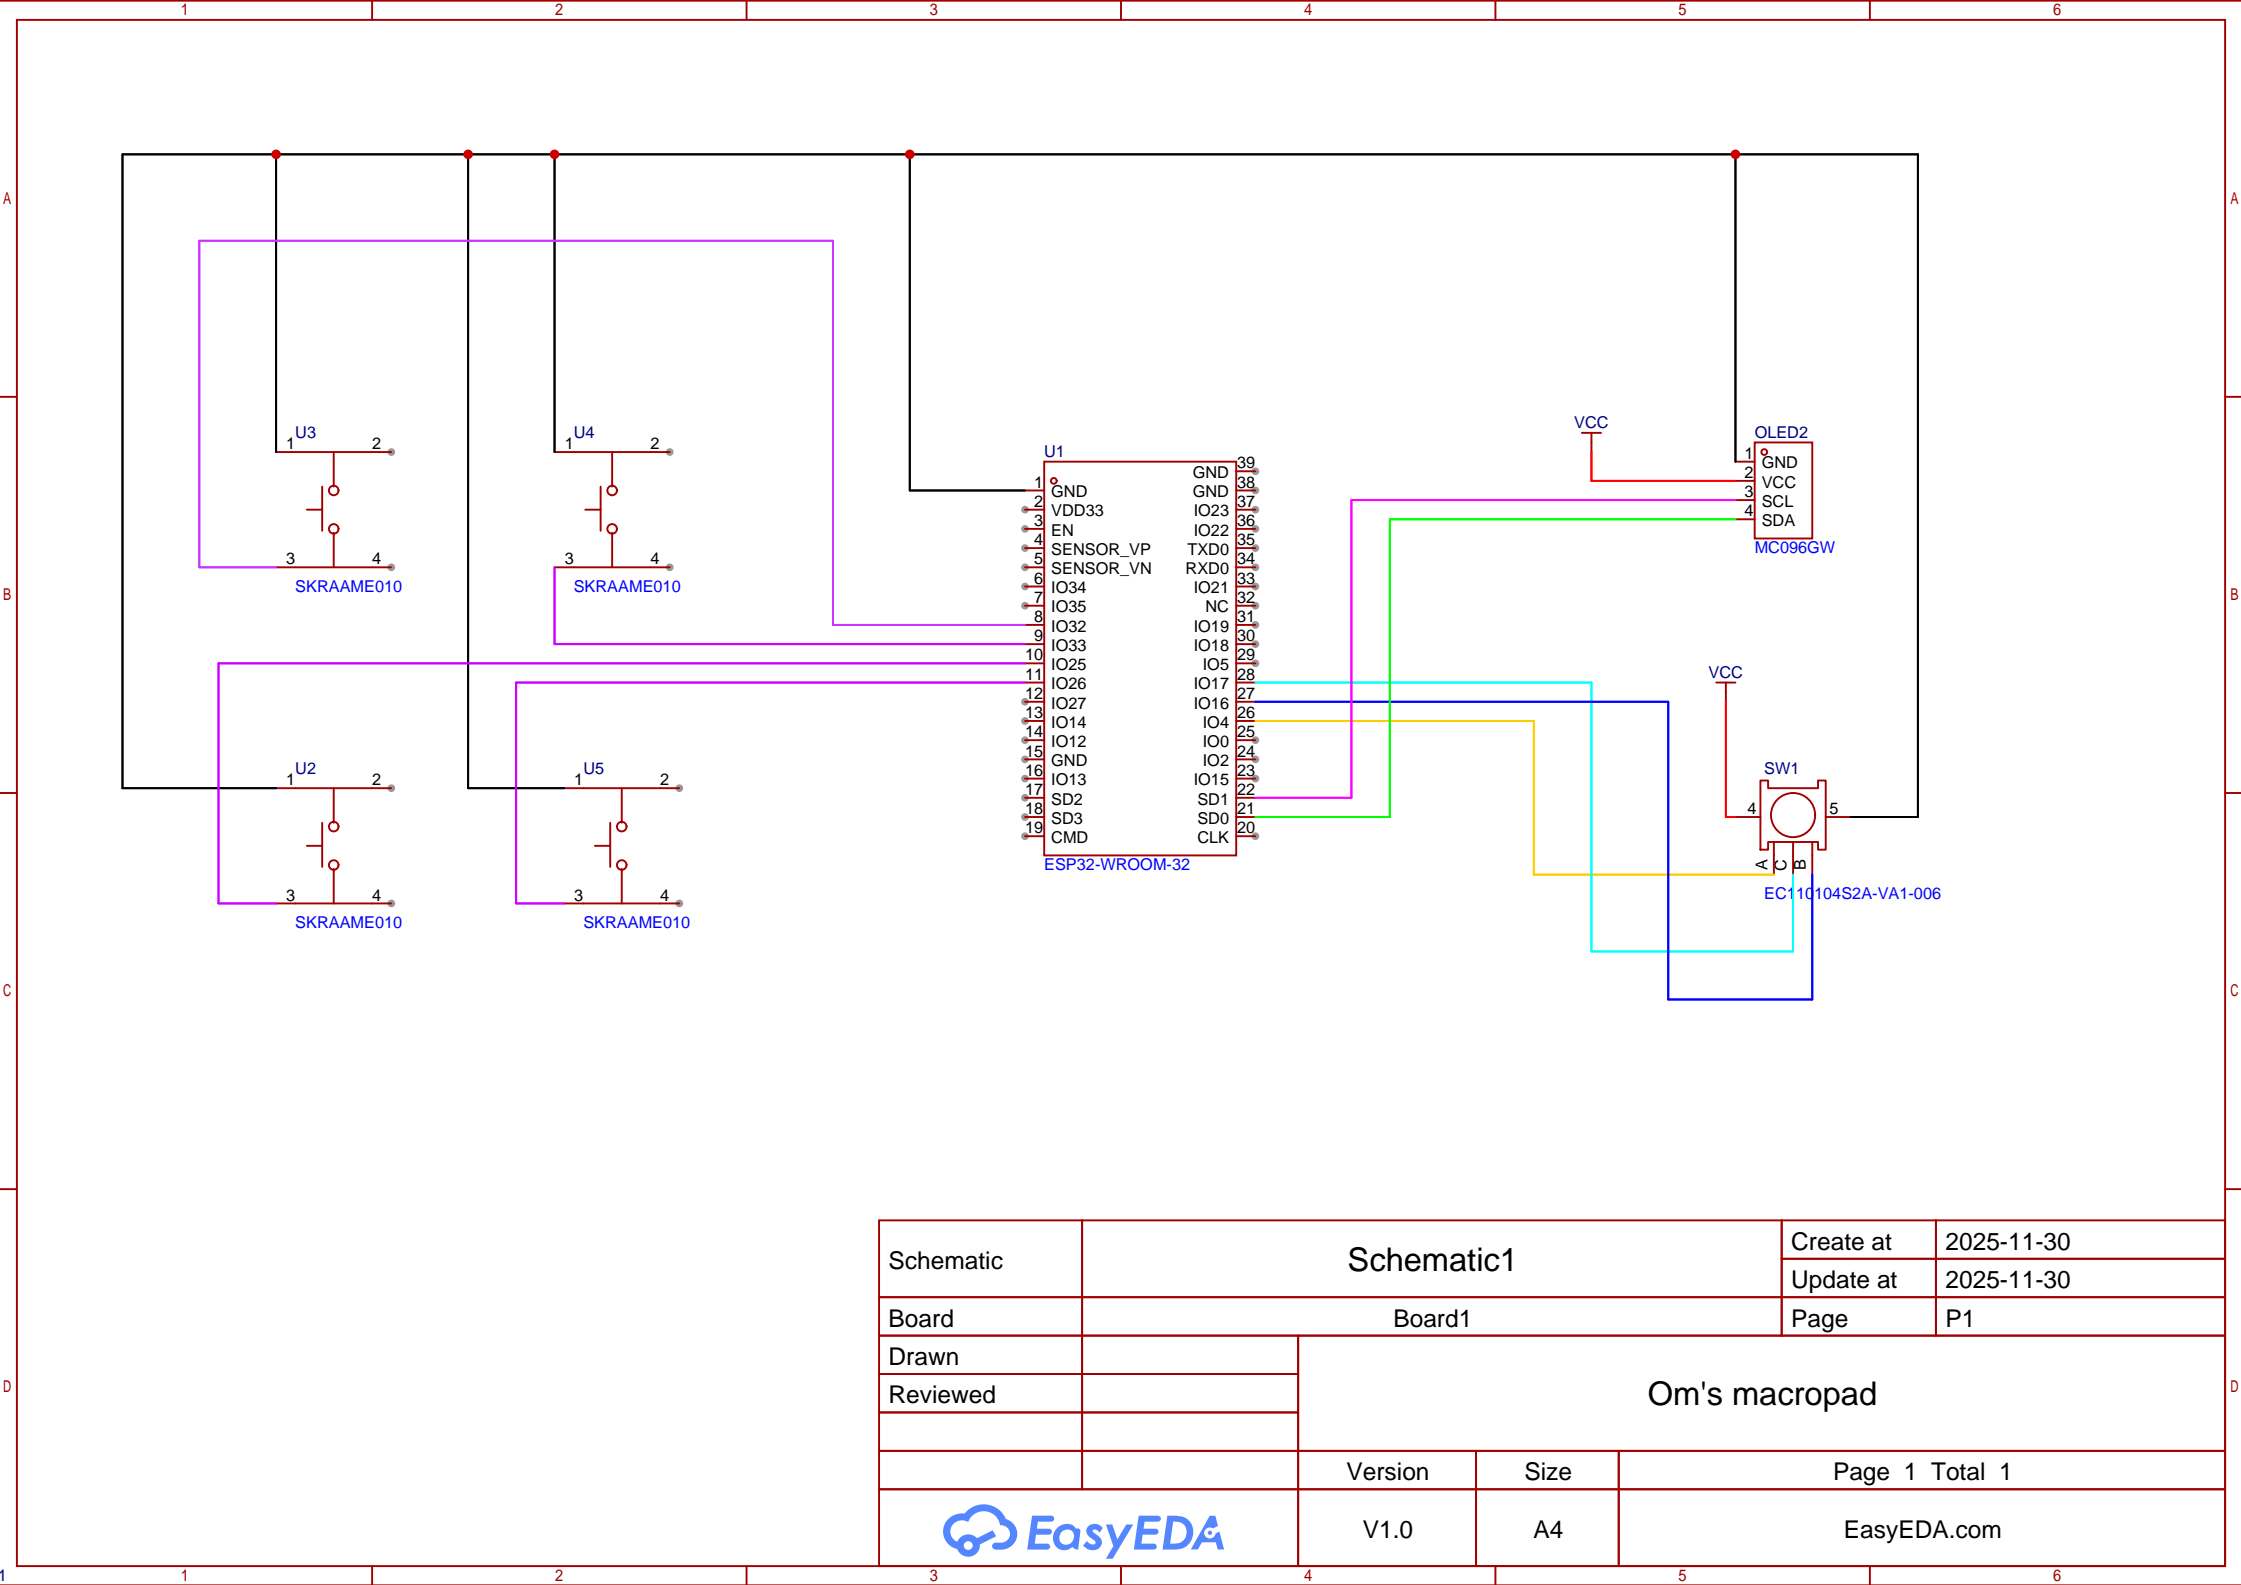 1 2 3 4 5 6
A A
VCC
U3 U4 OLED2
1 2 1 2
U1
1 GND
2 VCC
3 SCL
4 SDA
MC096GW
3 4 3 4
SKRAAME010 SKRAAME010
1 GND GND 39
2 VDD33 GND 38
3 EN IO23 37
4 SENSOR_VP IO22 36
5 SENSOR_VN TXD0 35
6 IO34 RXD0 34
7 IO35 IO21 33
8 IO32 NC 32
9 IO33 IO19 31
10 IO25 IO18 30
11 IO26 IO5 29
12 IO27 IO17 28
13 IO14 IO16 27
14 IO12 IO4 26
15 GND IO0 25
16 IO13 IO2 24
17 SD2 IO15 23
18 SD3 SD1 22
19 CMD SD0 21
CLK 20
ESP32-WROOM-32
B B
VCC
U2 U5 SW1
1 2 1 2
4 5
A C B
EC110104S2A-VA1-006
3 4 3 4
SKRAAME010 SKRAAME010
C C
Schematic Schematic1 Create at 2025-11-30
Update at 2025-11-30
Board Board1 Page P1
Drawn
Reviewed Om's macropad
D D
Version Size Page 1 Total 1
EasyEDA V1.0 A4 EasyEDA.com
1 1 2 3 4 5 6